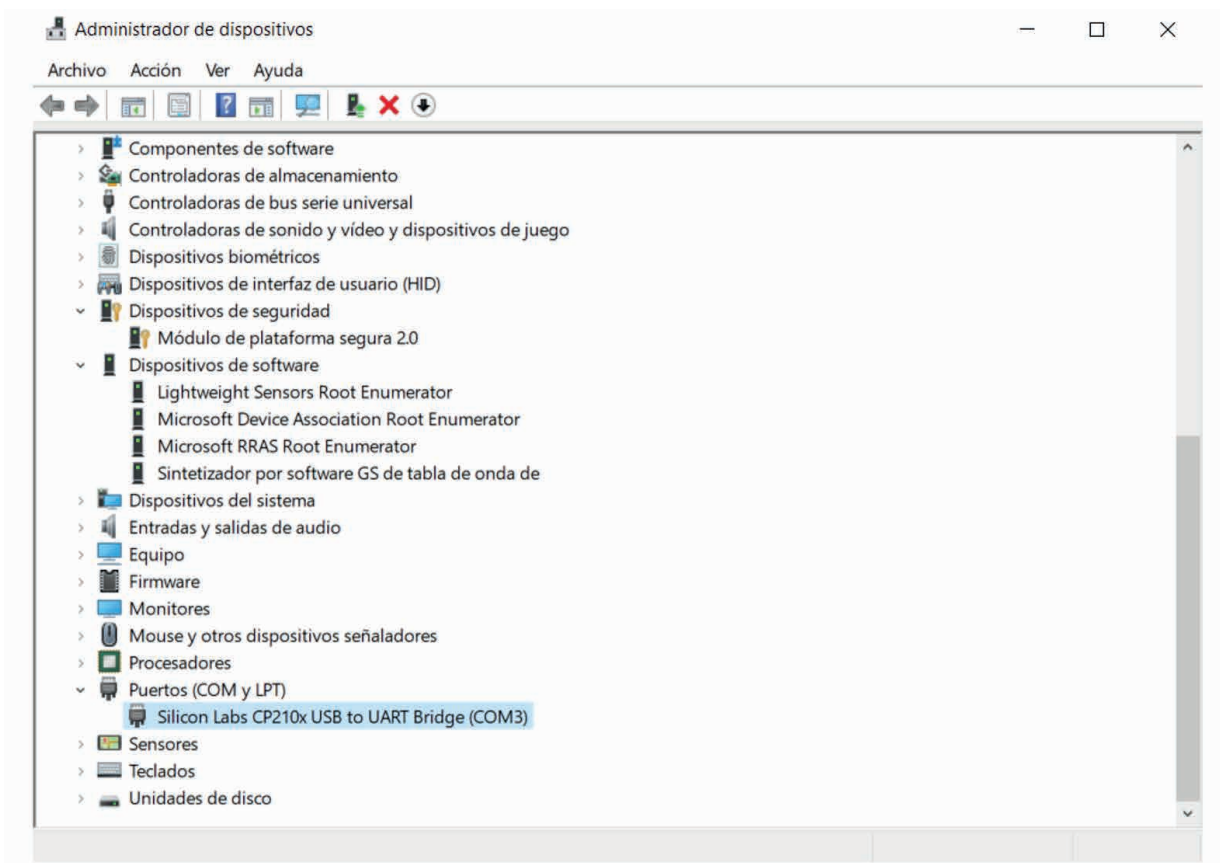 Administrador de dispositivos
Archivo Acción Ver Ayuda
Componentes de software
Controladoras de almacenamiento
Controladoras de bus serie universal
Controladoras de sonido y vídeo y dispositivos de juego
Dispositivos biométricos
Dispositivos de interfaz de usuario (HID)
Dispositivos de seguridad
Módulo de plataforma segura 2.0
Dispositivos de software
Lightweight Sensors Root Enumerator
Microsoft Device Association Root Enumerator
Microsoft RRAS Root Enumerator
Sintetizador por software GS de tabla de onda de
Dispositivos del sistema
Entradas y salidas de audio
Equipo
Firmware
Monitores
Mouse y otros dispositivos señaladores
Procesadores
Puertos (COM y LPT)
Silicon Labs CP210x USB to UART Bridge (COM3)
Sensores
Teclados
Unidades de disco